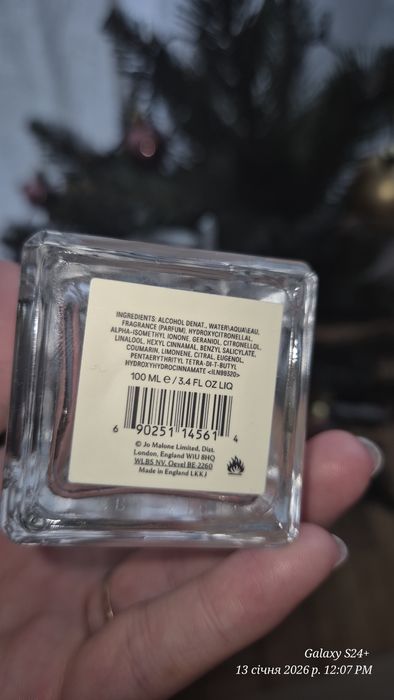 INGREDIENTS: ALCOHOL DENAT., WATER\AQUA\EAU,
FRAGRANCE (PARFUM), HYDROXYCITRONELLAL,
ALPHA-ISOMETHYL IONONE, GERANIOL, CITRONELLOL,
LINALOOL, HEXYL CINNAMAL, BENZYL SALICYLATE,
COUMARIN, LIMONENE, CITRAL, EUGENOL,
PENTAERYTHRITYL TETRA-DI-T-BUTYL
HYDROXYHYDROCINNAMATE <ILN99320>
100 ML e / 3.4 FL OZ LIQ
6 90251 14561 4
© Jo Malone Limited, Dist.
London, England W1U 8HQ
WLBS NV. Oevel BE-2260
Made in England LKKJ
Galaxy S24+
13 січня 2026 р. 12:07 PM